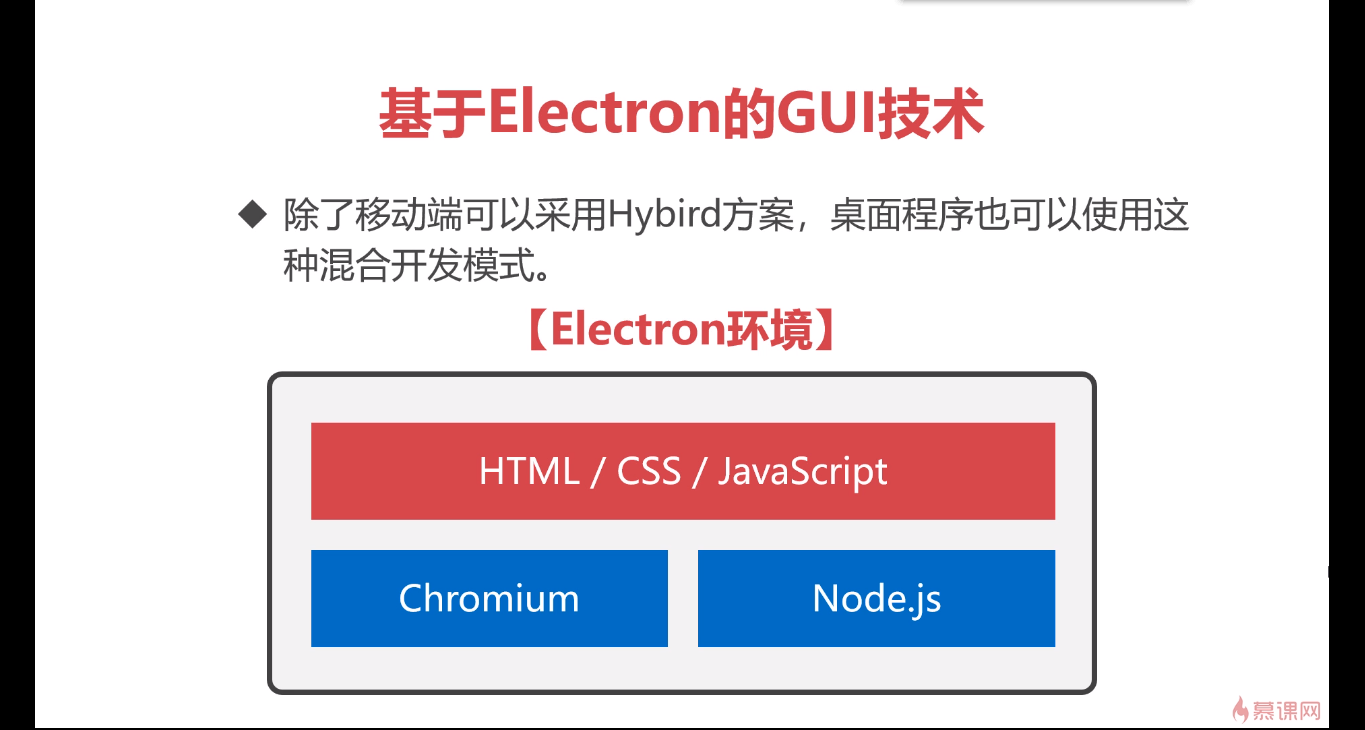 基于Electron的GUI技术
除了移动端可以采用Hybird方案，桌面程序也可以使用这
种混合开发模式。
【Electron环境】
HTML / CSS / JavaScript
Chromium
Node.js
慕课网